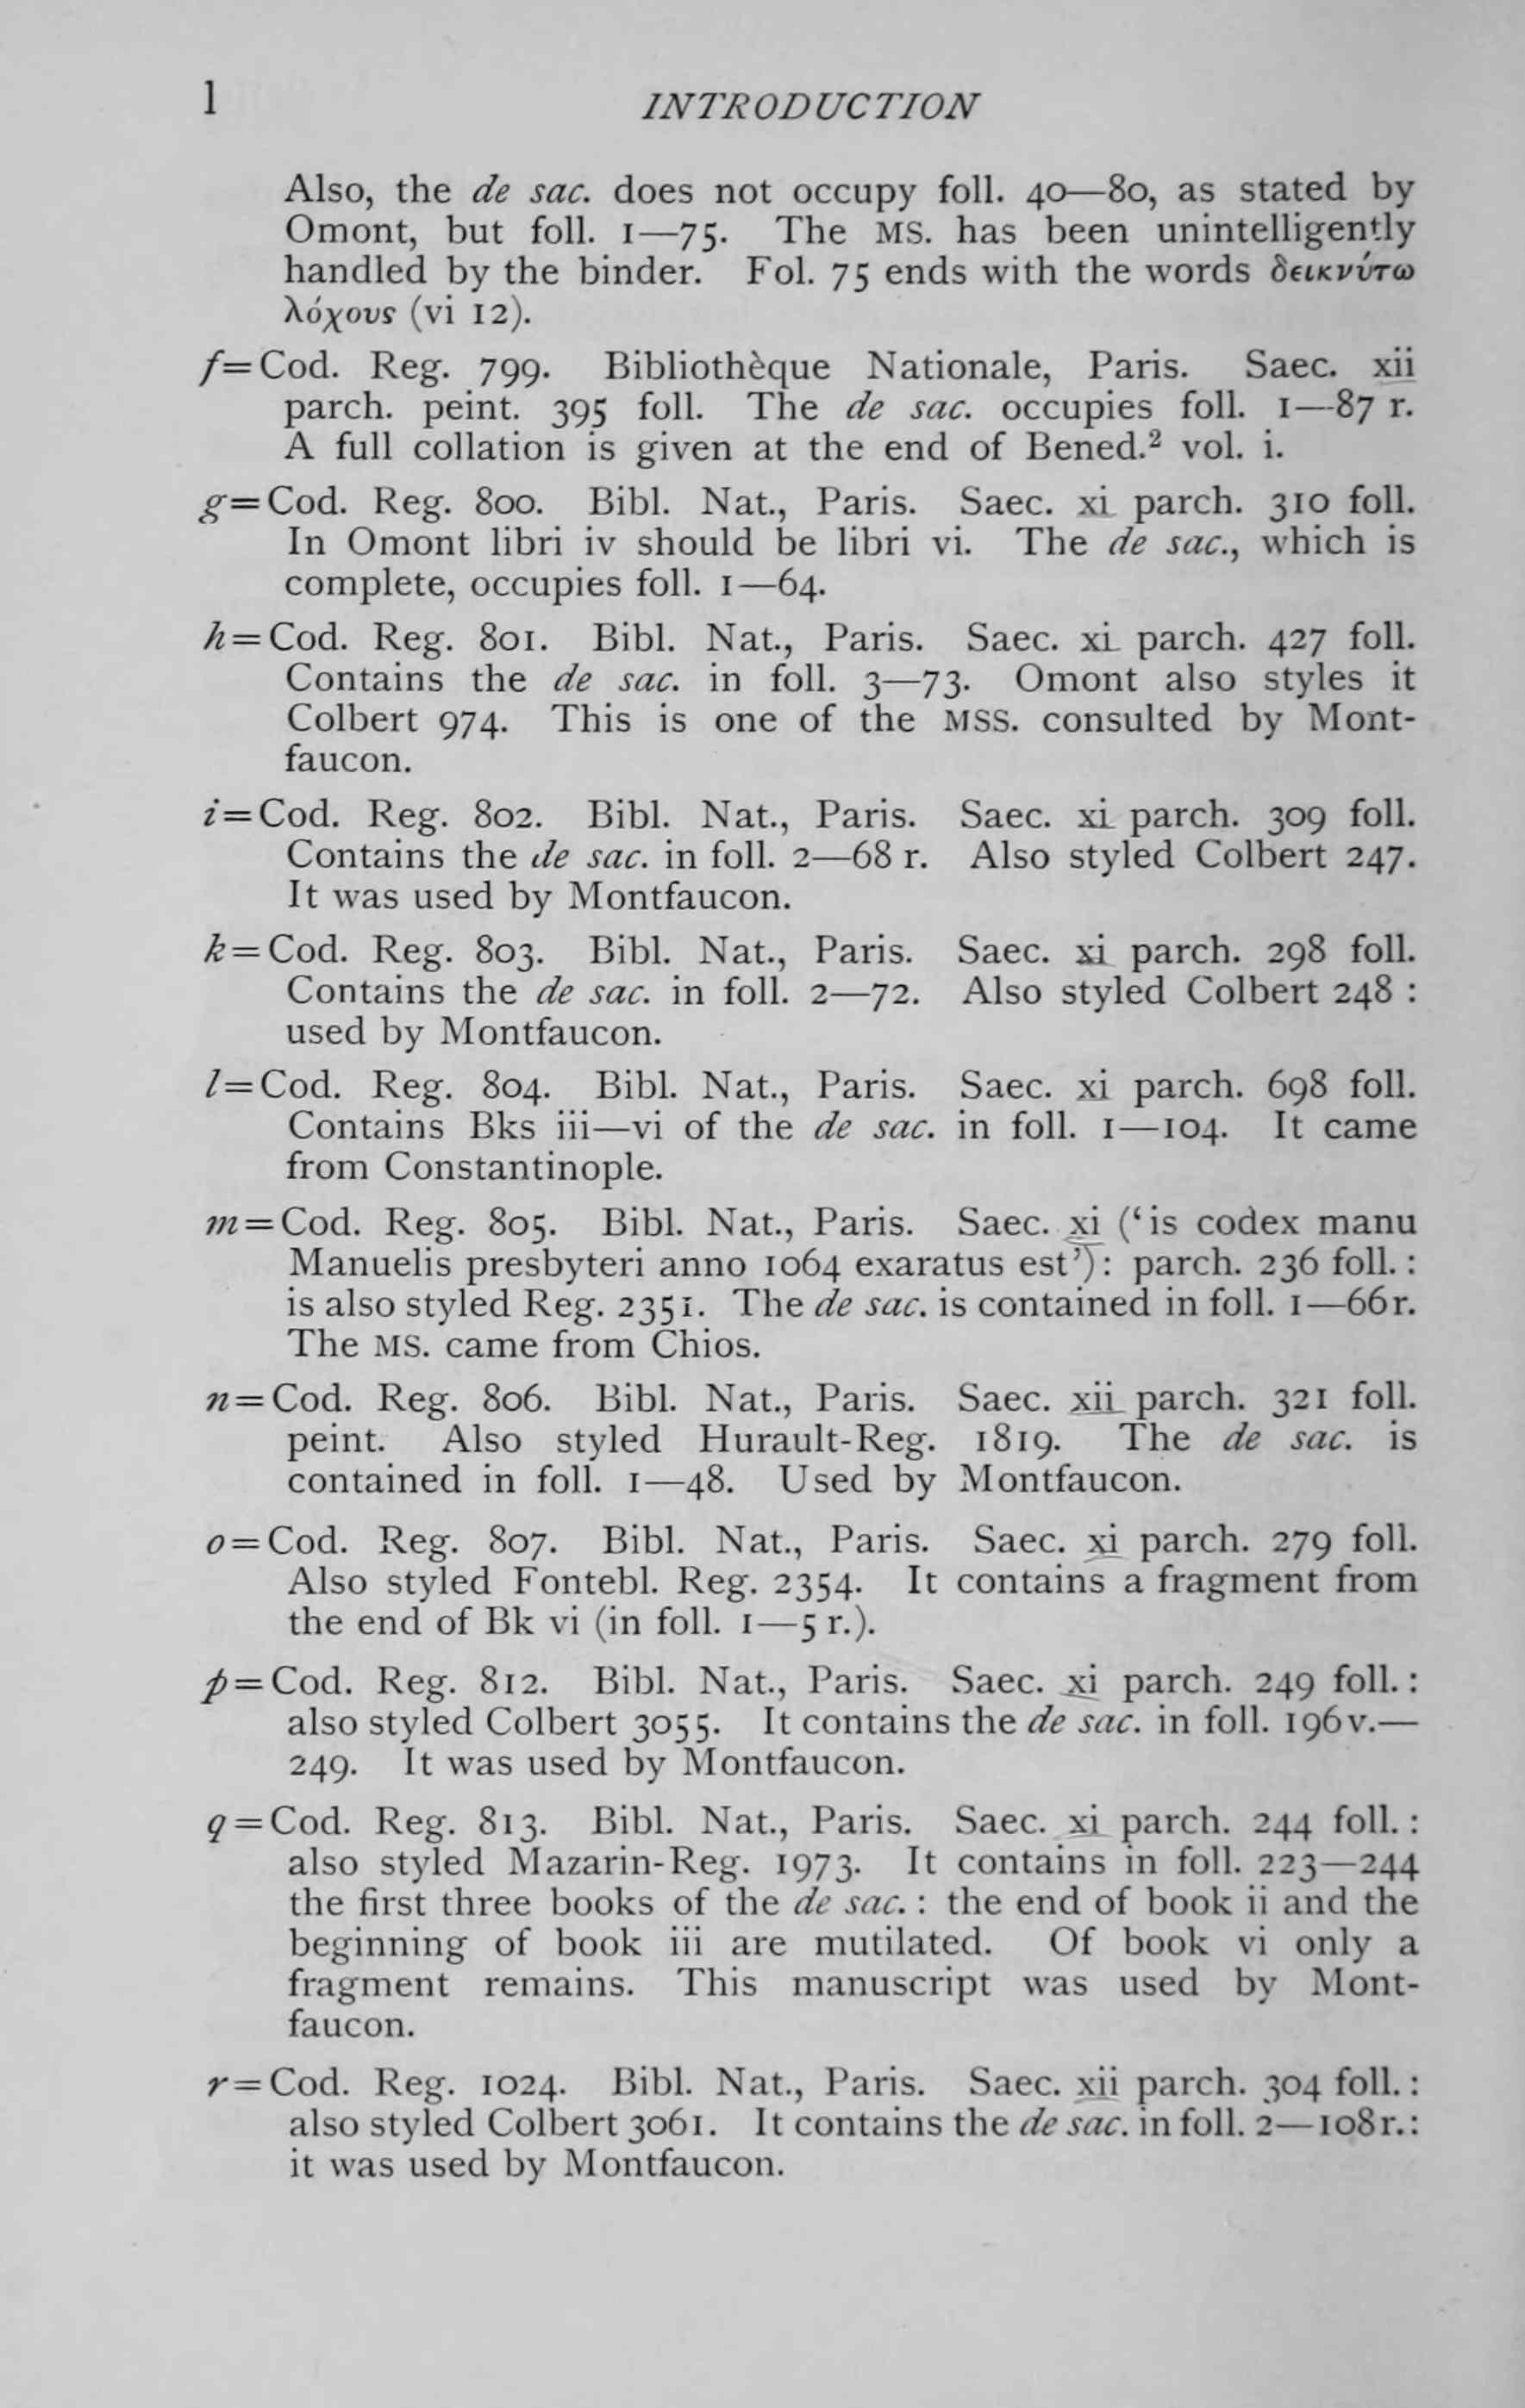 l
INTRODUCTION
Also, the de sac. does not occupy foll. 40—80, as stated by
Omont, but foll. 1—75. The MS. has been unintelligently
handled by the binder. Fol. 75 ends with the words δεικνύτω
λόχους (vi 12).
f=Cod. Reg. 799. Bibliothèque Nationale, Paris. Saec. xii
parch. peint. 395 foll. The de sac. occupies foll. 1—87 r.
A full collation is given at the end of Bened.² vol. i.
g=Cod. Reg. 800. Bibl. Nat., Paris. Saec. xi parch. 310 foll.
In Omont libri iv should be libri vi. The de sac., which is
complete, occupies foll. 1—64.
h=Cod. Reg. 801. Bibl. Nat., Paris. Saec. xi parch. 427 foll.
Contains the de sac. in foll. 3—73. Omont also styles it
Colbert 974. This is one of the MSS. consulted by Mont-
faucon.
i=Cod. Reg. 802. Bibl. Nat., Paris. Saec. xi parch. 309 foll.
Contains the de sac. in foll. 2—68 r. Also styled Colbert 247.
It was used by Montfaucon.
k=Cod. Reg. 803. Bibl. Nat., Paris. Saec. xi parch. 298 foll.
Contains the de sac. in foll. 2—72. Also styled Colbert 248 :
used by Montfaucon.
l=Cod. Reg. 804. Bibl. Nat., Paris. Saec. xi parch. 698 foll.
Contains Bks iii—vi of the de sac. in foll. 1—104. It came
from Constantinople.
m=Cod. Reg. 805. Bibl. Nat., Paris. Saec. xi (‘is codex manu
Manuelis presbyteri anno 1064 exaratus est’): parch. 236 foll. :
is also styled Reg. 2351. The de sac. is contained in foll. 1—66 r.
The MS. came from Chios.
n=Cod. Reg. 806. Bibl. Nat., Paris. Saec. xii parch. 321 foll.
peint. Also styled Hurault-Reg. 1819. The de sac. is
contained in foll. 1—48. Used by Montfaucon.
o=Cod. Reg. 807. Bibl. Nat., Paris. Saec. xi parch. 279 foll.
Also styled Fontebl. Reg. 2354. It contains a fragment from
the end of Bk vi (in foll. 1—5 r.).
p=Cod. Reg. 812. Bibl. Nat., Paris. Saec. xi parch. 249 foll. :
also styled Colbert 3055. It contains the de sac. in foll. 196 v.—
249. It was used by Montfaucon.
q=Cod. Reg. 813. Bibl. Nat., Paris. Saec. xi parch. 244 foll. :
also styled Mazarin-Reg. 1973. It contains in foll. 223—244
the first three books of the de sac. : the end of book ii and the
beginning of book iii are mutilated. Of book vi only a
fragment remains. This manuscript was used by Mont-
faucon.
r=Cod. Reg. 1024. Bibl. Nat., Paris. Saec. xii parch. 304 foll. :
also styled Colbert 3061. It contains the de sac. in foll. 2—108 r. :
it was used by Montfaucon.